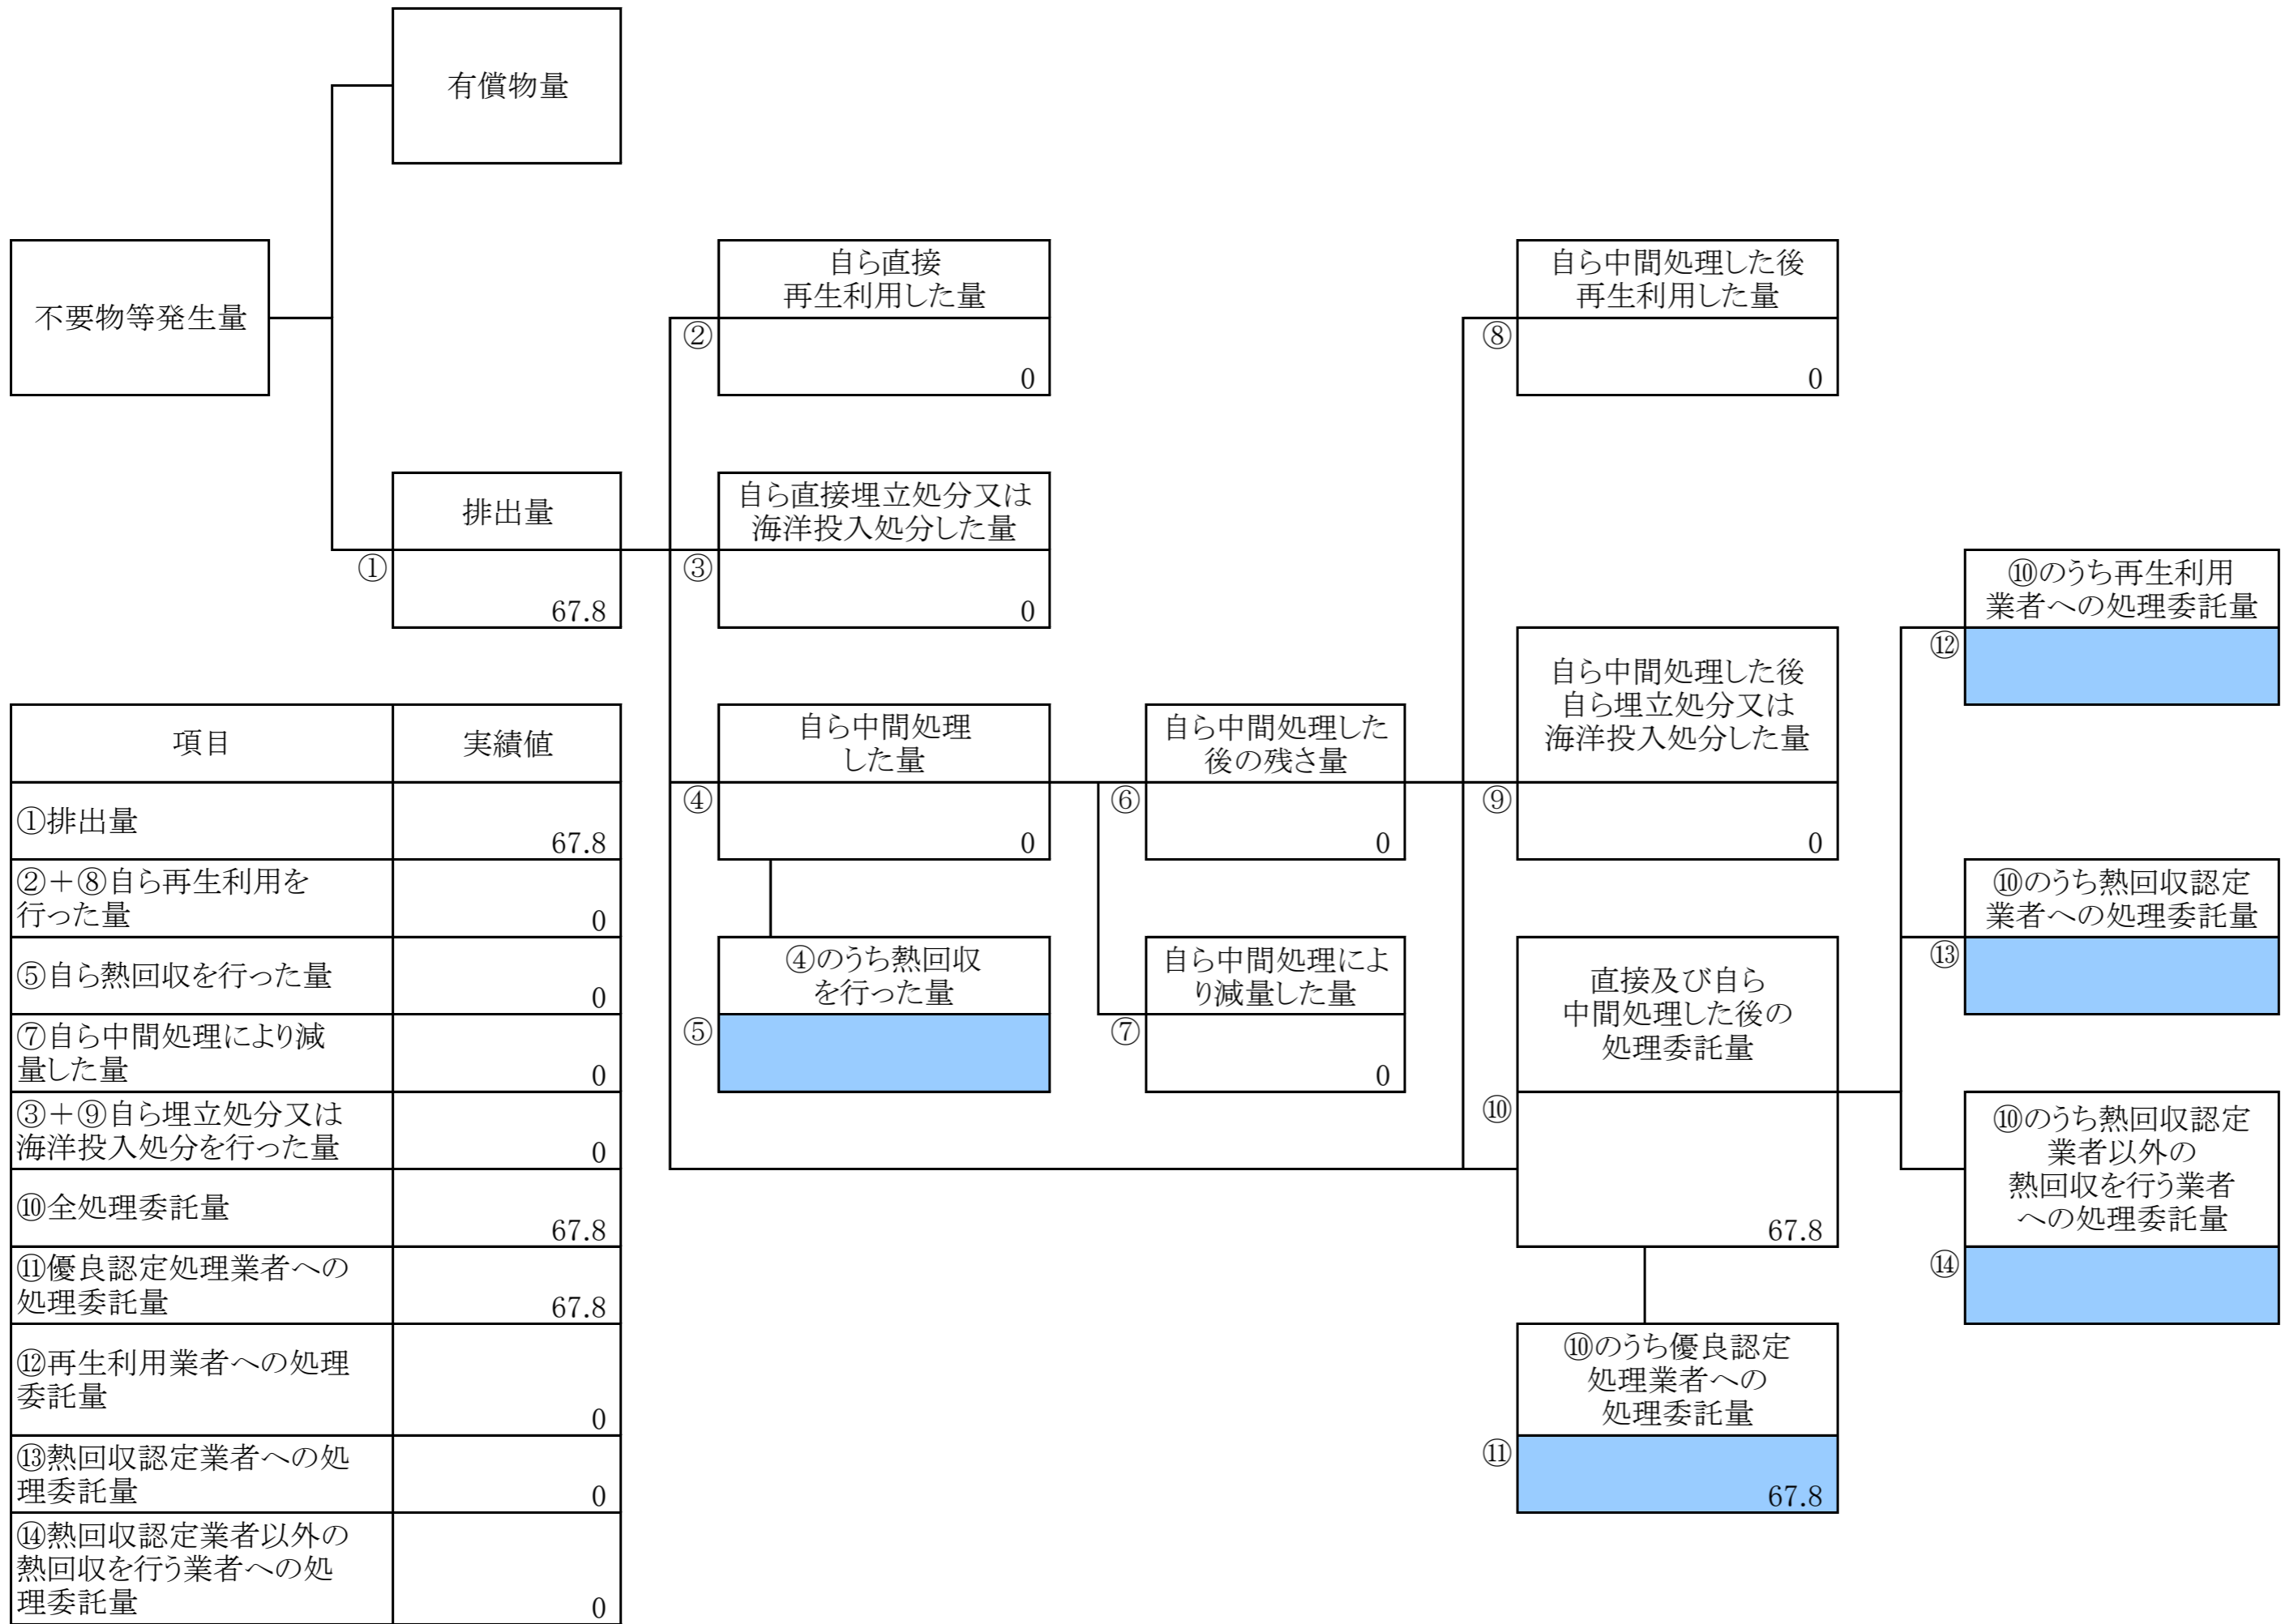 有償物量
不要物等発生量
排出量
①
67.8
自ら直接
再生利用した量
②
0
自ら直接埋立処分又は
海洋投入処分した量
③
0
自ら中間処理
した量
④
0
④のうち熱回収
を行った量
⑤
自ら中間処理した
後の残さ量
⑥
0
自ら中間処理によ
り減量した量
⑦
0
自ら中間処理した後
再生利用した量
⑧
0
自ら中間処理した後
自ら埋立処分又は
海洋投入処分した量
⑨
0
直接及び自ら
中間処理した後の
処理委託量
⑩
67.8
⑩のうち優良認定
処理業者への
処理委託量
⑪
67.8
⑩のうち再生利用
業者への処理委託量
⑫
⑩のうち熱回収認定
業者への処理委託量
⑬
⑩のうち熱回収認定
業者以外の
熱回収を行う業者
への処理委託量
⑭
項目 実績値
①排出量
67.8
②+⑧自ら再生利用を
行った量
0
⑤自ら熱回収を行った量
0
⑦自ら中間処理により減
量した量
0
③+⑨自ら埋立処分又は
海洋投入処分を行った量
0
⑩全処理委託量
67.8
⑪優良認定処理業者への
処理委託量
67.8
⑫再生利用業者への処理
委託量
0
⑬熱回収認定業者への処
理委託量
0
⑭熱回収認定業者以外の
熱回収を行う業者への処
理委託量
0